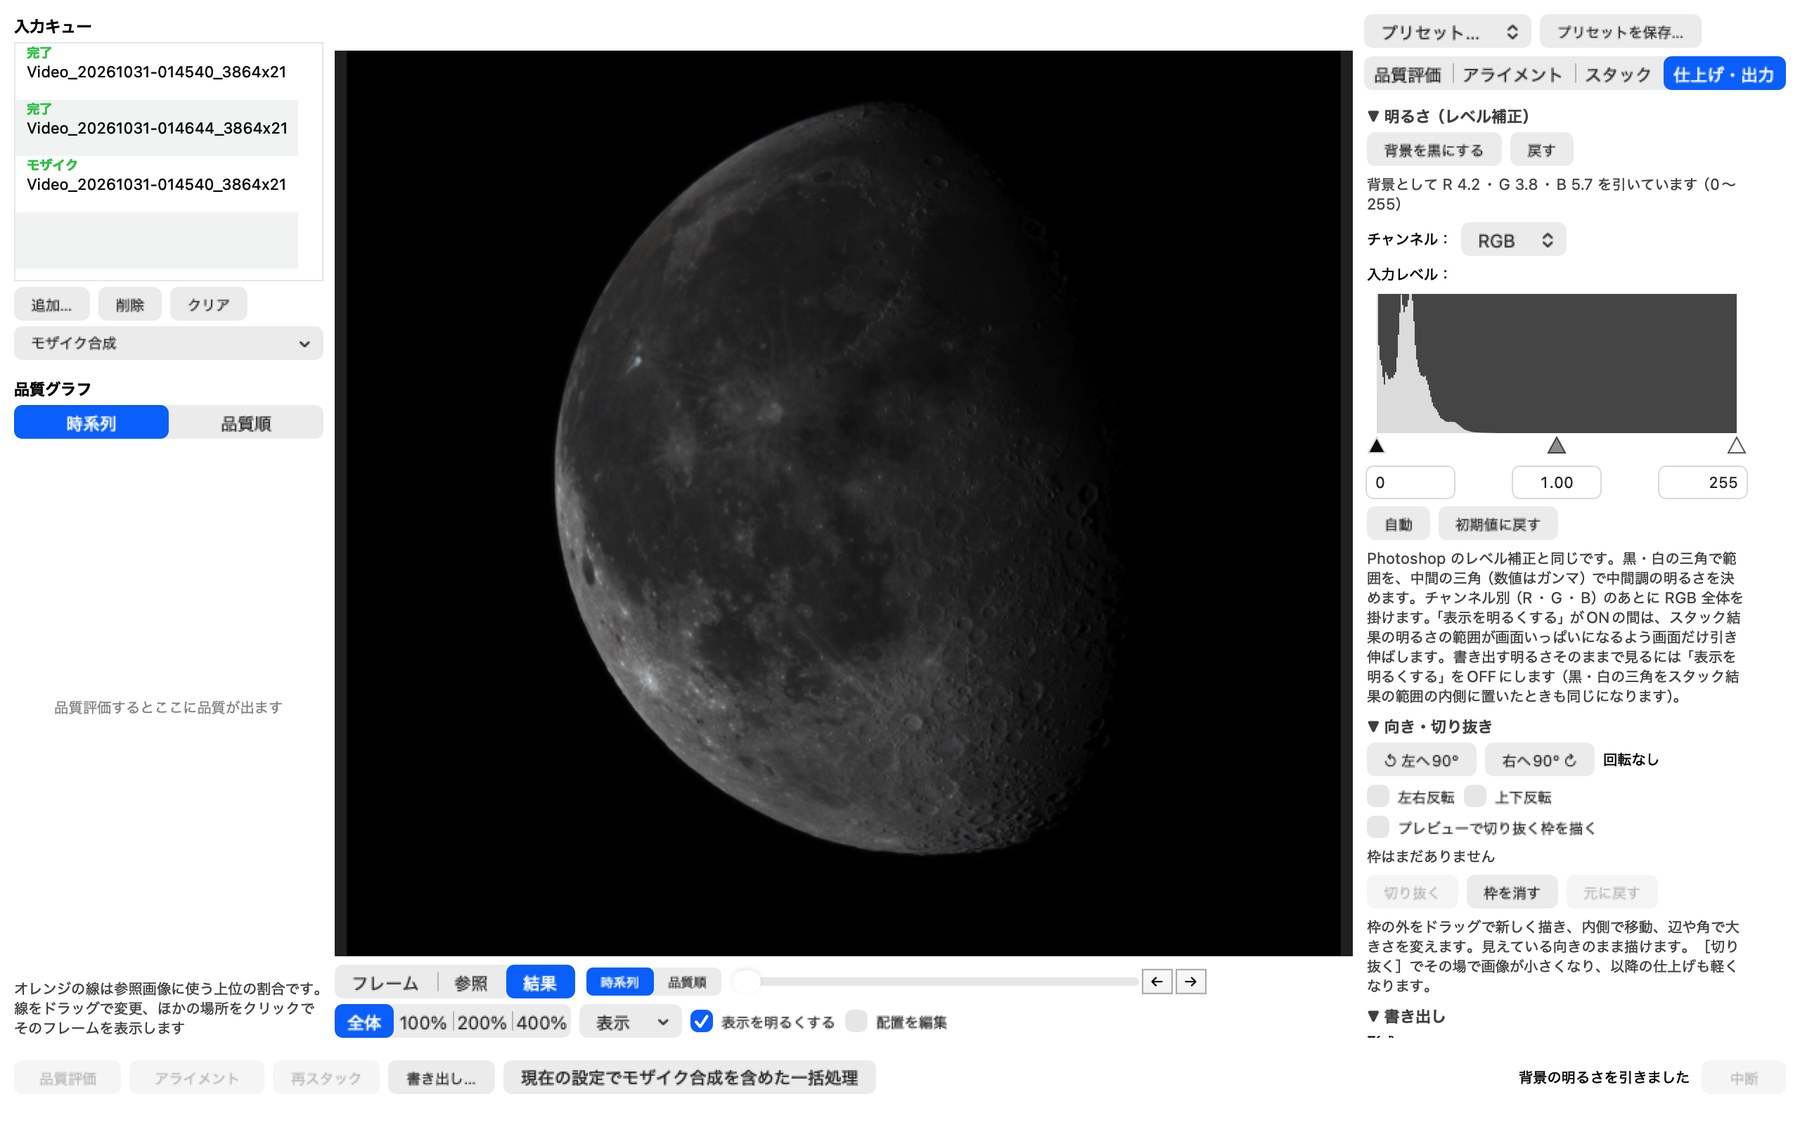 入力キュー
完了
Video_20261031-014540_3864x21
完了
Video_20261031-014644_3864x21
モザイク
Video_20261031-014540_3864x21
追加...
削除
クリア
モザイク合成
品質グラフ
時系列
品質順
品質評価するとここに品質が出ます
オレンジの線は参照画像に使う上位の割合です。
線をドラッグで変更、ほかの場所をクリックで
そのフレームを表示します
フレーム
参照
結果
時系列
品質順
←
→
全体
100%
200%
400%
表示
表示を明るくする
配置を編集
品質評価
アライメント
再スタック
書き出し...
現在の設定でモザイク合成を含めた一括処理
プリセット...
プリセットを保存...
品質評価
アライメント
スタック
仕上げ・出力
▼ 明るさ（レベル補正）
背景を黒にする
戻す
背景として R 4.2・G 3.8・B 5.7 を引いています（0〜
255）
チャンネル：
RGB
入力レベル：
0
1.00
255
自動
初期値に戻す
Photoshop のレベル補正と同じです。黒・白の三角で範
囲を、中間の三角（数値はガンマ）で中間調の明るさを決
めます。チャンネル別（R・G・B）のあとに RGB 全体を
掛けます。「表示を明るくする」がONの間は、スタック結
果の明るさの範囲が画面いっぱいになるよう画面だけ引き
伸ばします。書き出す明るさそのままで見るには「表示を
明るくする」をOFFにします（黒・白の三角をスタック結
果の範囲の内側に置いたときも同じになります）。
▼ 向き・切り抜き
左へ90°
右へ90°
回転なし
左右反転
上下反転
プレビューで切り抜く枠を描く
枠はまだありません
切り抜く
枠を消す
元に戻す
枠の外をドラッグで新しく描き、内側で移動、辺や角で大
きさを変えます。見えている向きのまま描けます。［切り
抜く］でその場で画像が小さくなり、以降の仕上げも軽く
なります。
▼ 書き出し
背景の明るさを引きました
中断